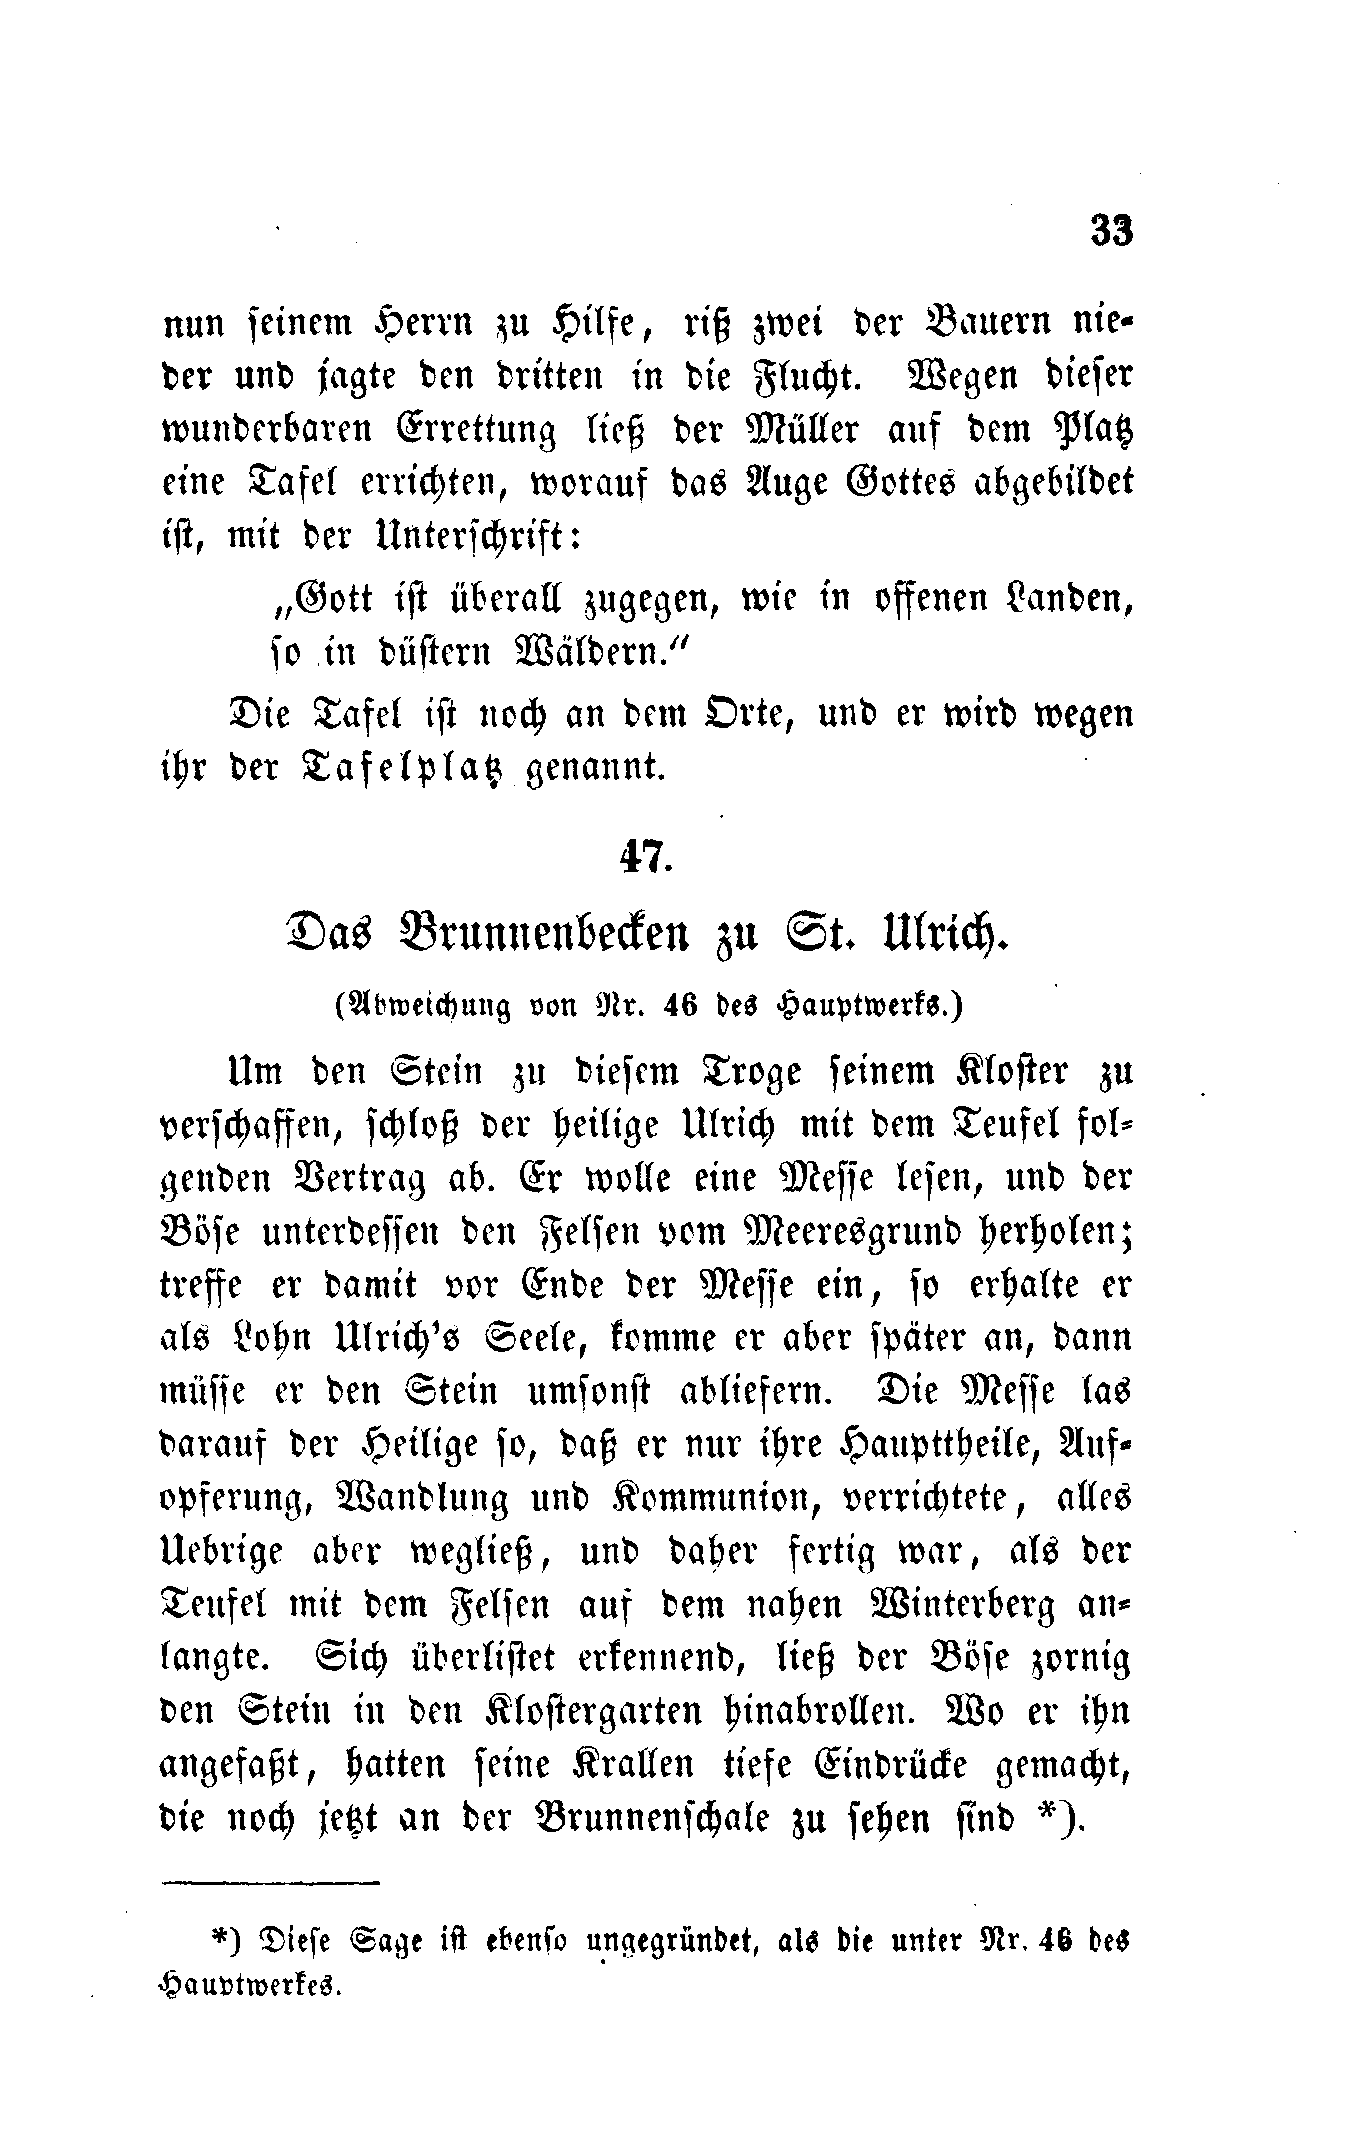 33
nun seinem Herrn zu Hilfe, riß zwei der Bauern nie-
der und jagte den dritten in die Flucht. Wegen dieser
wunderbaren Errettung ließ der Müller auf dem Platz
eine Tafel errichten, worauf das Auge Gottes abgebildet
ist, mit der Unterschrift:
„Gott ist überall zugegen, wie in offenen Landen,
so in düstern Wäldern."
Die Tafel ist noch an dem Orte, und er wird wegen
ihr der Tafelplatz genannt.
47.
Das Brunnenbecken zu St. Ulrich.
(Abweichung von Nr. 46 des Hauptwerks.)
Um den Stein zu diesem Troge seinem Kloster zu
verschaffen, schloß der heilige Ulrich mit dem Teufel fol-
genden Vertrag ab. Er wolle eine Messe lesen, und der
Böse unterdessen den Felsen vom Meeresgrund herholen;
treffe er damit vor Ende der Messe ein, so erhalte er
als Lohn Ulrich's Seele, komme er aber später an, dann
müsse er den Stein umsonst abliefern. Die Messe las
darauf der Heilige so, daß er nur ihre Haupttheile, Auf-
opferung, Wandlung und Kommunion, verrichtete, alles
Uebrige aber wegließ, und daher fertig war, als der
Teufel mit dem Felsen auf dem nahen Winterberg an-
langte. Sich überlistet erkennend, ließ der Böse zornig
den Stein in den Klostergarten hinabrollen. Wo er ihn
angefaßt, hatten seine Krallen tiefe Eindrücke gemacht,
die noch jetzt an der Brunnenschale zu sehen sind *).
*) Diese Sage ist ebenso ungegründet, als die unter Nr. 46 des
Hauptwerkes.